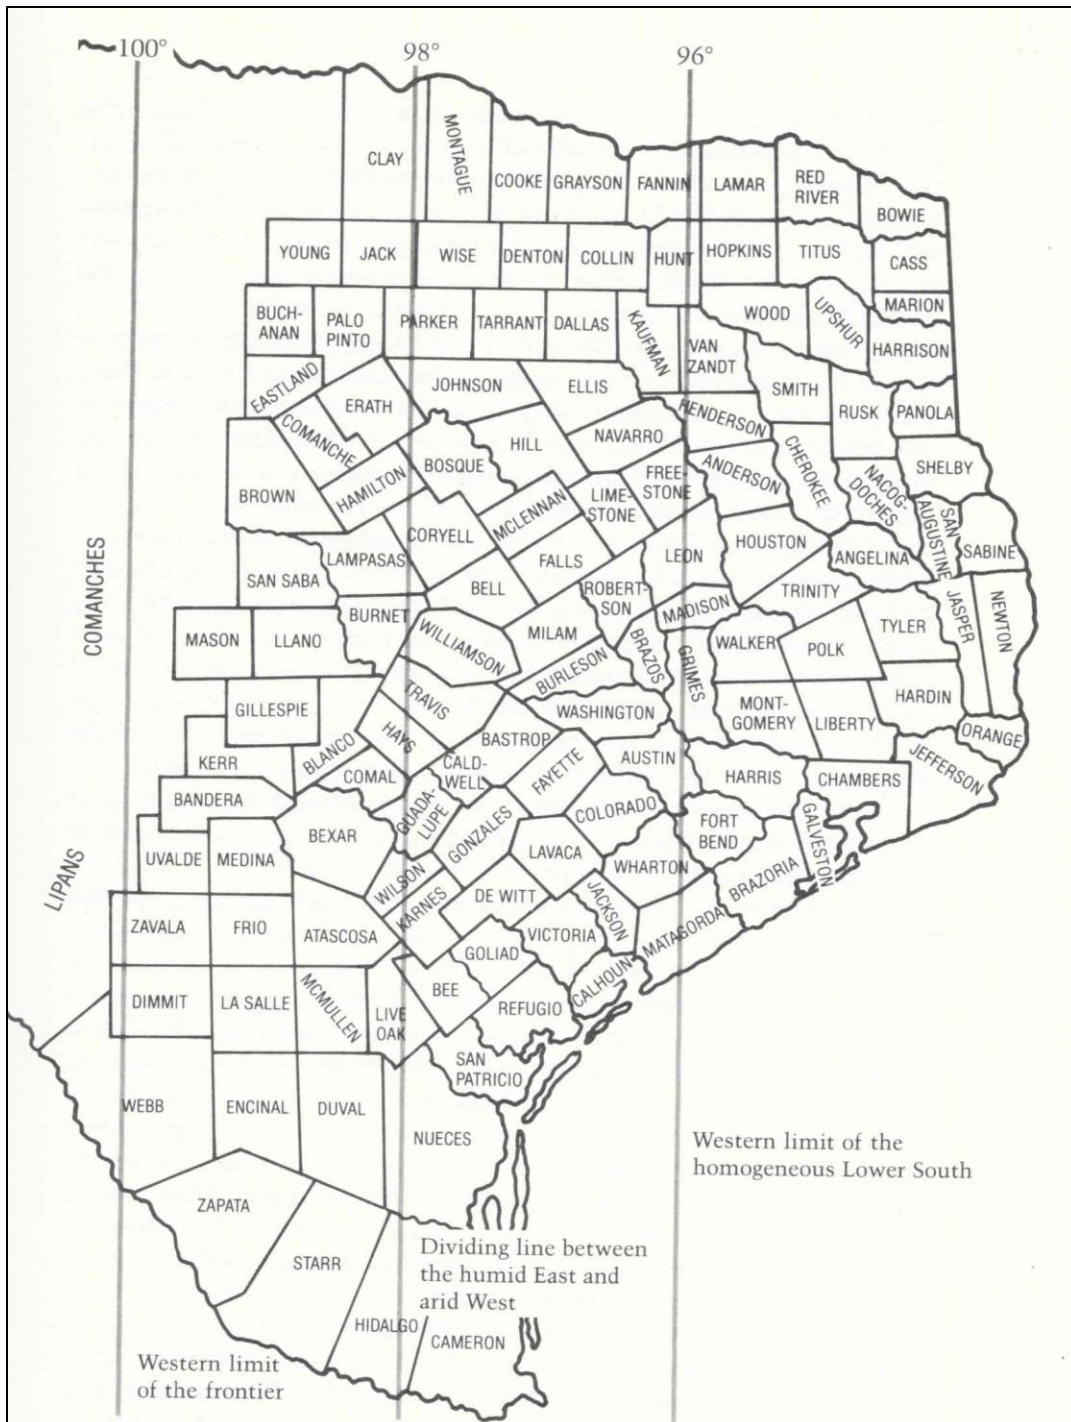 100°
98°
96°
CLAY
MONTAGUE
COOKE
GRAYSON
FANNIN
LAMAR
RED
RIVER
BOWIE
YOUNG
JACK
WISE
DENTON
COLLIN
HUNT
HOPKINS
TITUS
CASS
BUCH-
ANAN
PALO
PINTO
PARKER
TARRANT
DALLAS
KAUFMAN
VAN
ZANDT
WOOD
UPSHUR
MARION
HARRISON
EASTLAND
ERATH
JOHNSON
ELLIS
HENDERSON
SMITH
RUSK
PANOLA
COMANCHE
BROWN
HAMILTON
BOSQUE
HILL
NAVARRO
FREE-
STONE
ANDERSON
CHEROKEE
NACOG-
DOCHES
SHELBY
COMANCHES
SAN SABA
LAMPASAS
CORYELL
MCLENNAN
LIME-
STONE
FALLS
LEON
HOUSTON
ANGELINA
SAN
AUGUSTINE
SABINE
MASON
LLANO
BURNET
BELL
WILLIAMSON
MILAM
ROBERT-
SON
MADISON
TRINITY
TYLER
JASPER
NEWTON
BURLESON
BRAZOS
GRIMES
WALKER
POLK
GILLESPIE
TRAVIS
WASHINGTON
MONT-
GOMERY
LIBERTY
HARDIN
ORANGE
KERR
BLANCO
HAYS
BASTROP
AUSTIN
HARRIS
CHAMBERS
JEFFERSON
BANDERA
COMAL
CALD-
WELL
FAYETTE
COLORADO
FORT
BEND
GALVESTON
LIPANS
UVALDE
MEDINA
BEXAR
GUADA-
LUPE
GONZALES
LAVACA
WHARTON
BRAZORIA
WILSON
KARNES
DE WITT
JACKSON
MATAGORDA
ZAVALA
FRIO
ATASCOSA
GOLIAD
VICTORIA
CALHOUN
DIMMIT
LA SALLE
MCMULLEN
LIVE
OAK
BEE
REFUGIO
SAN
PATRICIO
WEBB
ENCINAL
DUVAL
NUECES
Western limit of the
homogeneous Lower South
ZAPATA
STARR
Dividing line between
the humid East and
arid West
HIDALGO
CAMERON
Western limit
of the frontier